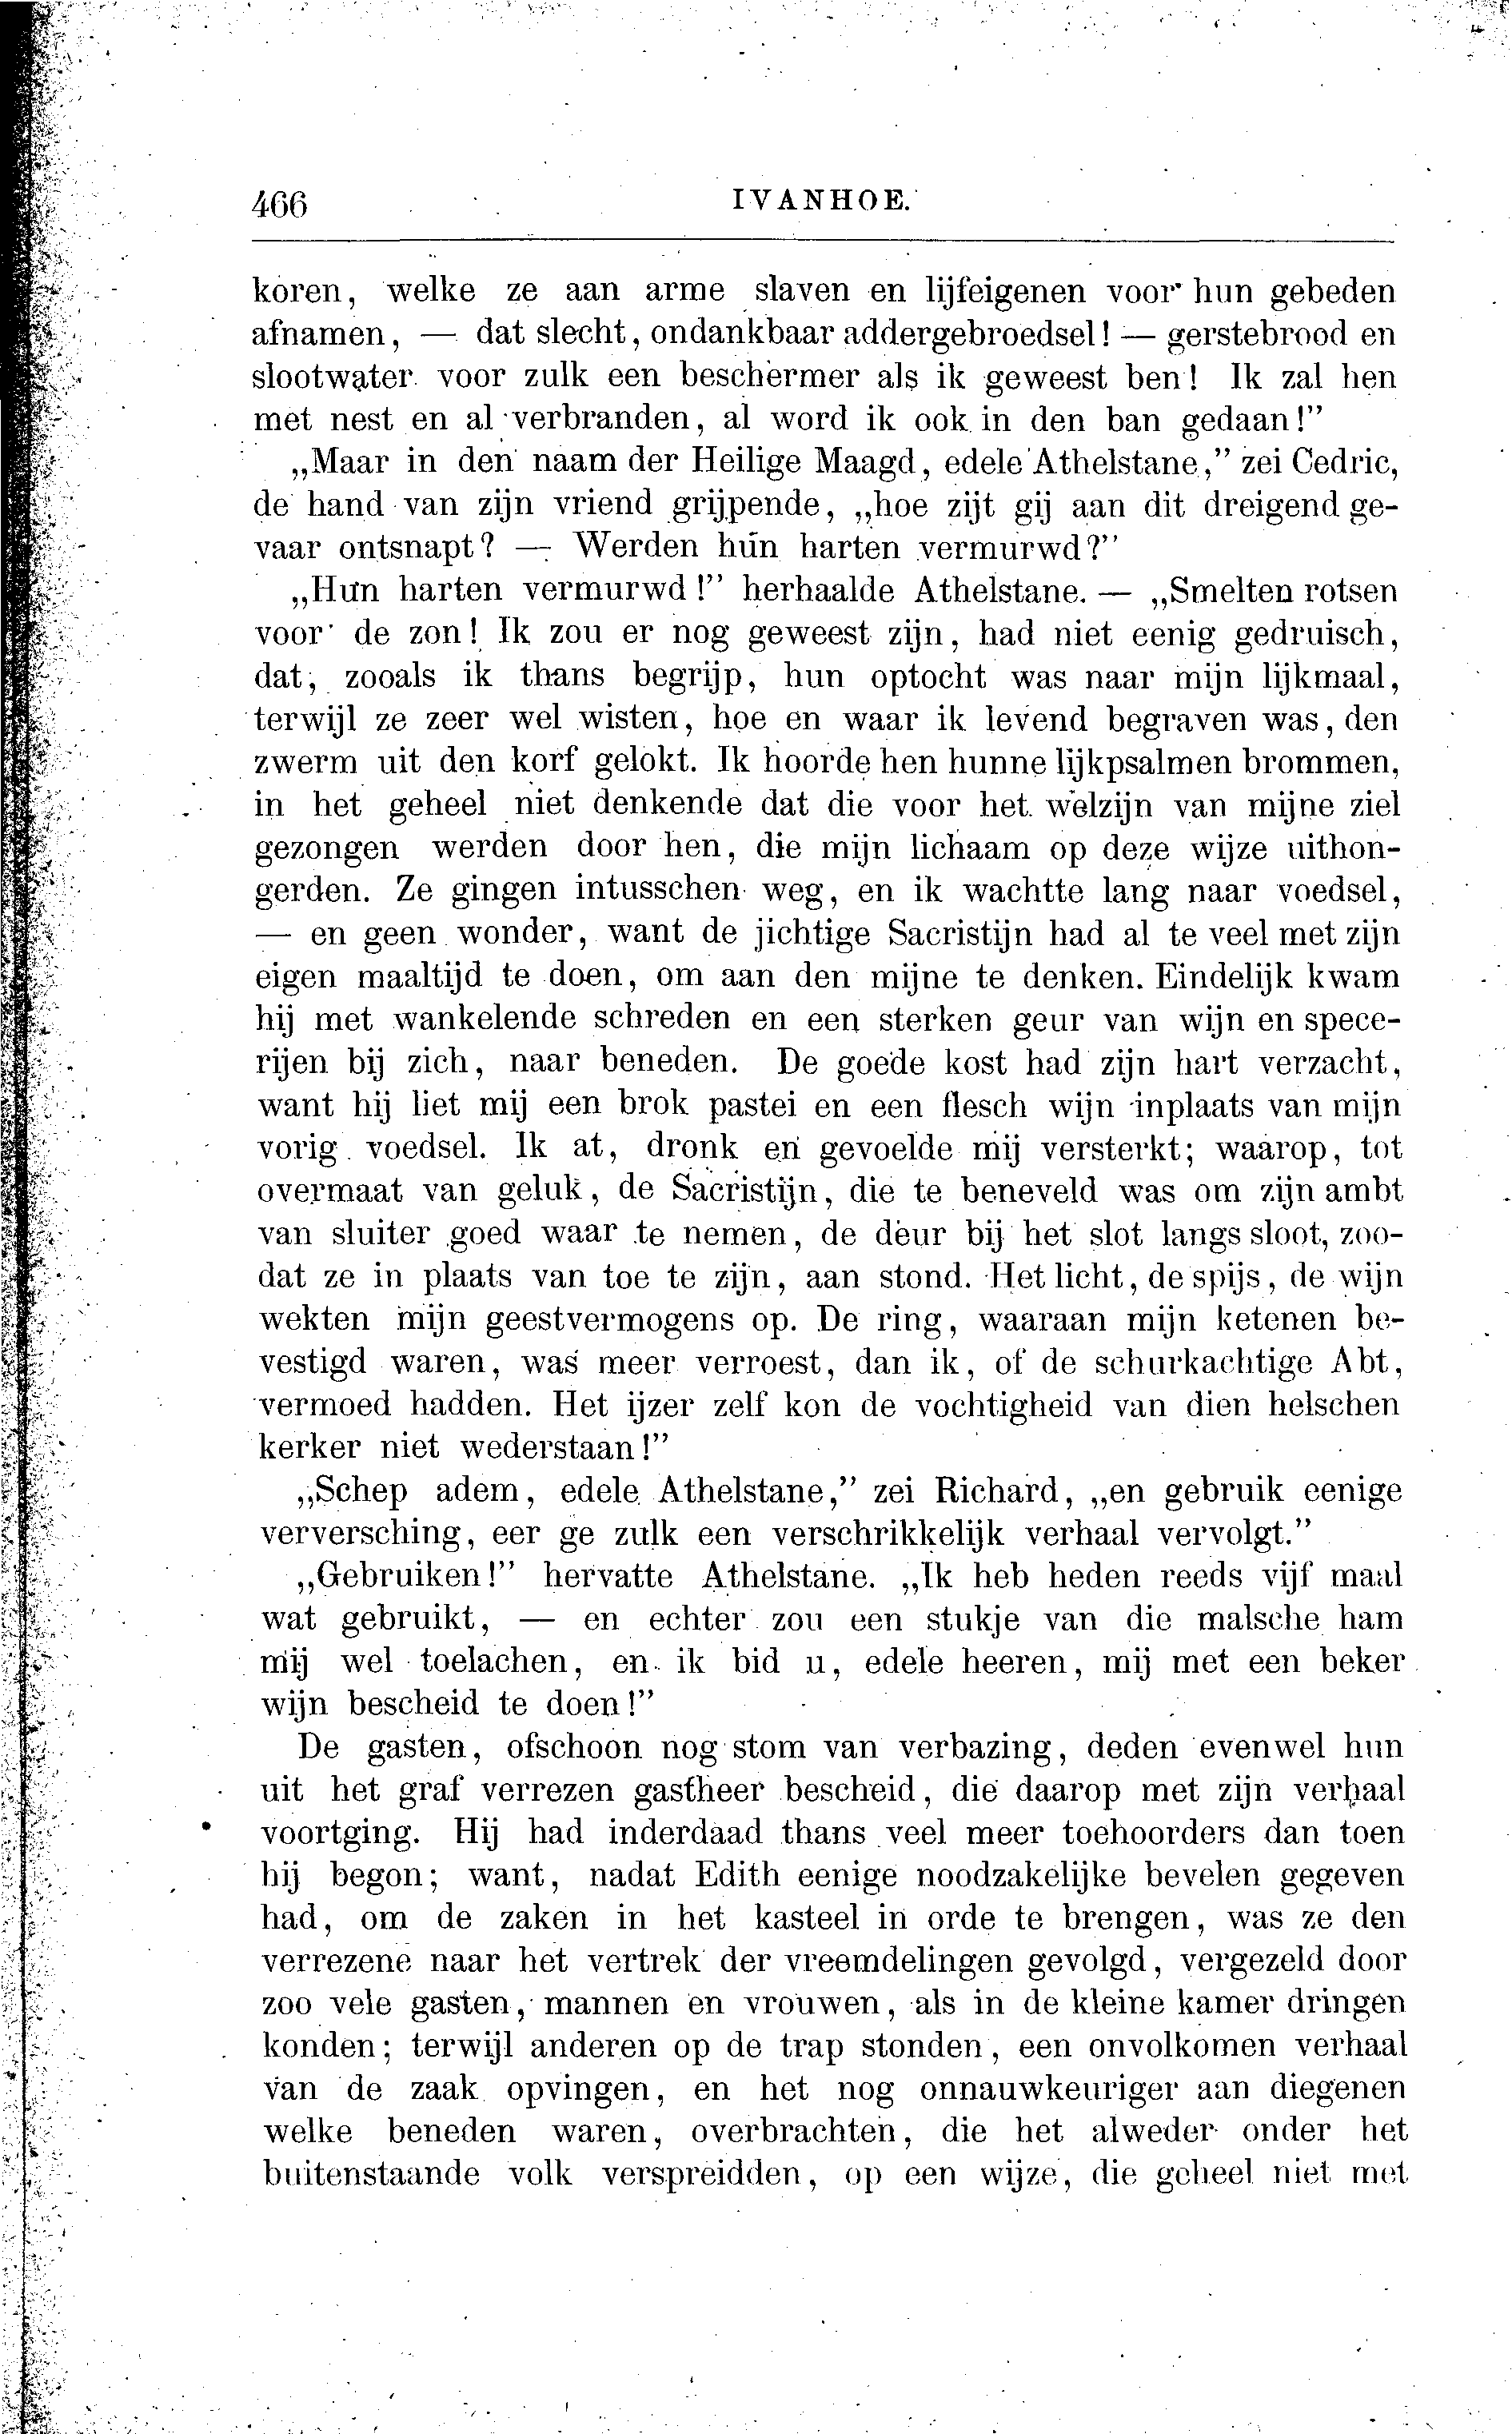 466
IVANHOE.
koren, welke ze aan arme slaven en lijfeigenen voor hun gebeden
afnamen, — dat slecht, ondankbaar addergebroedsel! — gerstebrood en
slootwater voor zulk een beschermer als ik geweest ben! Ik zal hen
met nest en al verbranden, al word ik ook in den ban gedaan!”
„Maar in den naam der Heilige Maagd, edele Athelstane,” zei Cedric,
de hand van zijn vriend grijpende, „hoe zijt gij aan dit dreigend ge-
vaar ontsnapt? — Werden hun harten vermurwd?”
„Hun harten vermurwd!” herhaalde Athelstane. — „Smelten rotsen
voor de zon! Ik zou er nog geweest zijn, had niet eenig gedruisch,
dat, zooals ik thans begrijp, hun optocht was naar mijn lijkmaal,
terwijl ze zeer wel wisten, hoe en waar ik levend begraven was, den
zwerm uit den korf gelokt. Ik hoorde hen hunne lijkpsalmen brommen,
in het geheel niet denkende dat die voor het welzijn van mijne ziel
gezongen werden door hen, die mijn lichaam op deze wijze uithon-
gerden. Ze gingen intusschen weg, en ik wachtte lang naar voedsel,
— en geen wonder, want de jichtige Sacristijn had al te veel met zijn
eigen maaltijd te doen, om aan den mijne te denken. Eindelijk kwam
hij met wankelende schreden en een sterken geur van wijn en spece-
rijen bij zich, naar beneden. De goede kost had zijn hart verzacht,
want hij liet mij een brok pastei en een flesch wijn inplaats van mijn
vorig voedsel. Ik at, dronk en gevoelde mij versterkt; waarop, tot
overmaat van geluk, de Sacristijn, die te beneveld was om zijn ambt
van sluiter goed waar te nemen, de deur bij het slot langs sloot, zoo-
dat ze in plaats van toe te zijn, aan stond. Het licht, de spijs, de wijn
wekten mijn geestvermogens op. De ring, waaraan mijn ketenen be-
vestigd waren, was meer verroest, dan ik, of de schurkachtige Abt,
vermoed hadden. Het ijzer zelf kon de vochtigheid van dien helschen
kerker niet wederstaan!”
„Schep adem, edele Athelstane,” zei Richard, „en gebruik eenige
ververschìng, eer ge zulk een verschrikkelijk verhaal vervolgt.”
„Gebruiken!” hervatte Athelstane. „Ik heb heden reeds vijf maal
wat gebruikt, — en echter zou een stukje van die malsche ham
mij wel toelachen, en ik bid u, edele heeren, mij met een beker
wijn bescheid te doen!”
De gasten, ofschoon nog stom van verbazing, deden evenwel hun
uit het graf verrezen gastheer bescheid, die daarop met zijn verhaal
voortging. Hij had inderdaad thans veel meer toehoorders dan toen
hij begon; want, nadat Edith eenige noodzakelijke bevelen gegeven
had, om de zaken in het kasteel in orde te brengen, was ze den
verrezene naar het vertrek der vreemdelingen gevolgd, vergezeld door
zoo vele gasten, mannen en vrouwen, als in de kleine kamer dringen
konden; terwijl anderen op de trap stonden, een onvolkomen verhaal
van de zaak opvingen, en het nog onnauwkeuriger aan diegenen
welke beneden waren, overbrachten, die het alweder onder het
buitenstaande volk verspreidden, op een wijze, die geheel niet met